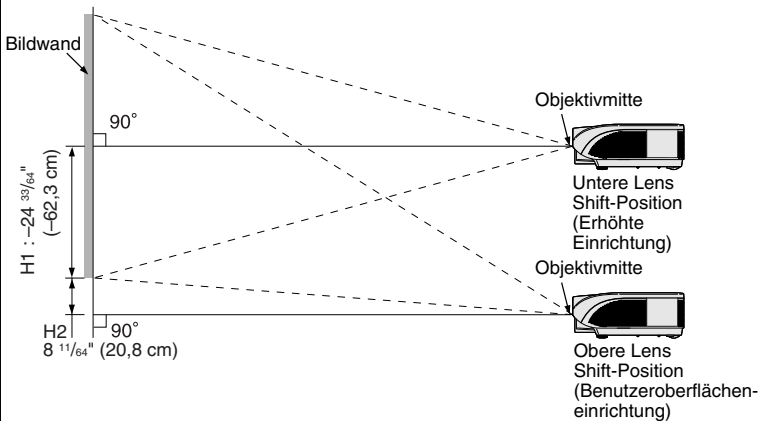 Bildwand
90°
H1 : –24 33/64"
(–62,3 cm)
H2
8 11/64" (20,8 cm)
90°
Objektivmitte
Untere Lens
Shift-Position
(Erhöhte
Einrichtung)
Objektivmitte
Obere Lens
Shift-Position
(Benutzeroberflächen-
einrichtung)